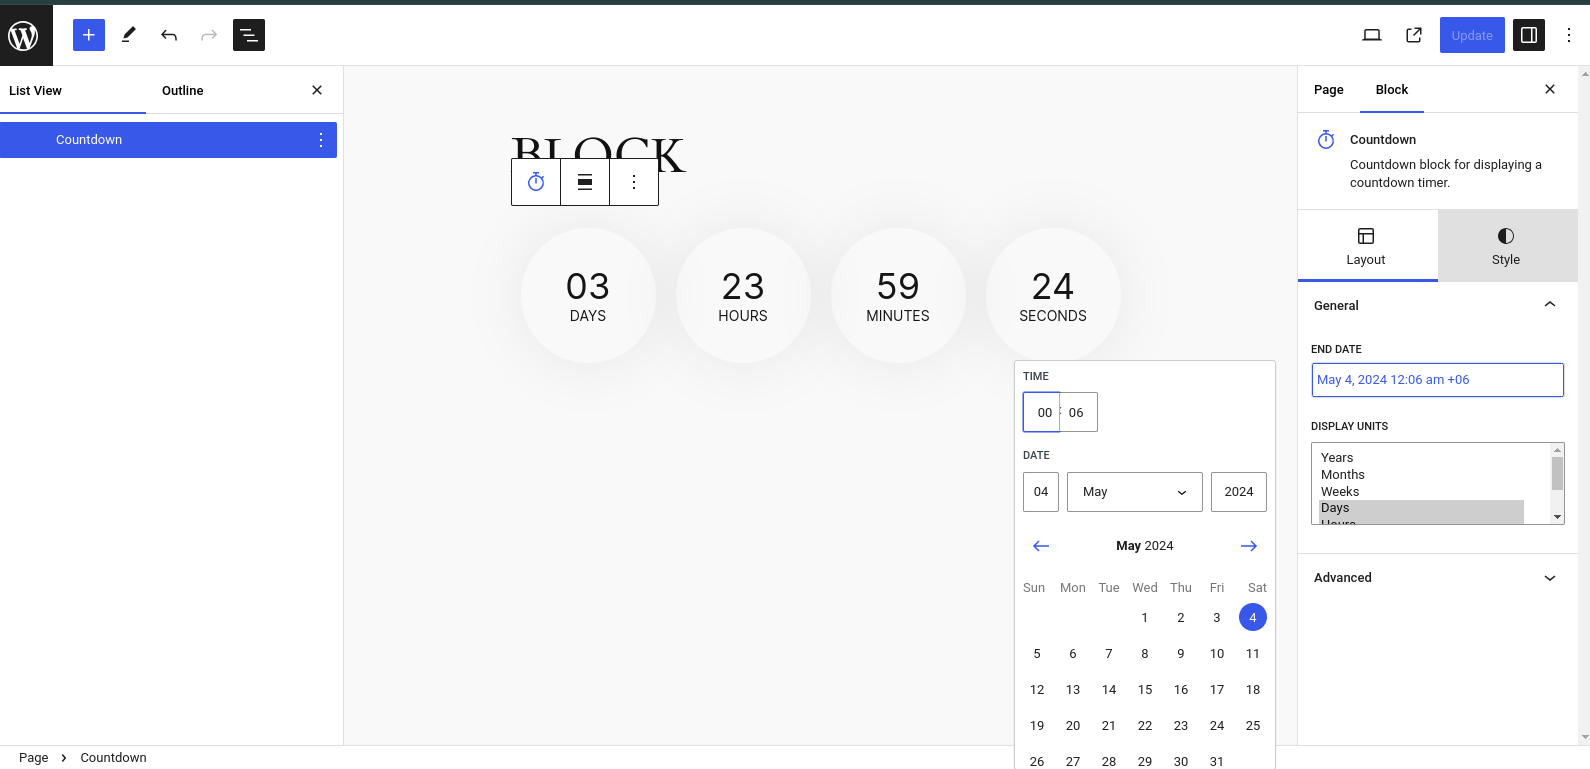 Update
List View Outline
Countdown
BLOCK
03 23 59 24
DAYS HOURS MINUTES SECONDS
TIME
00 : 06
DATE
04 May 2024
May 2024
Sun Mon Tue Wed Thu Fri Sat
1 2 3 4
5 6 7 8 9 10 11
12 13 14 15 16 17 18
19 20 21 22 23 24 25
26 27 28 29 30 31
Page Block
Countdown
Countdown block for displaying a
countdown timer.
Layout Style
General
END DATE
May 4, 2024 12:06 am +06
DISPLAY UNITS
Years
Months
Weeks
Days
Hours
Advanced
Page > Countdown